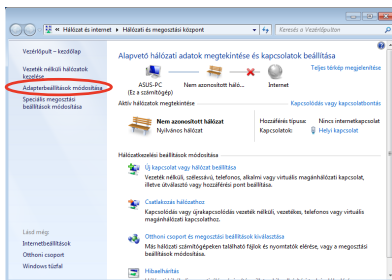 Hálózat és internet ▸ Hálózati és megosztási központ
Keresés a Vezérlőpulton
Vezérlőpult – kezdőlap
Vezeték nélküli hálózatok
kezelése
Adapterbeállítások módosítása
Speciális megosztási
beállítások módosítása
Lásd még:
Internetbeállítások
Otthoni csoport
Windows tűzfal
Alapvető hálózati adatok megtekintése és kapcsolatok beállítása
Teljes térkép megjelenítése
ASUS-PC
(Ez a számítógép)
Nem azonosított háló...
Internet
Aktív hálózatok megtekintése
Kapcsolódás vagy kapcsolatbontás
Nem azonosított hálózat
Nyilvános hálózat
Hozzáférés típusa: Nincs internetkapcsolat
Kapcsolatok: Helyi kapcsolat
Hálózatkezelési beállítások módosítása
Új kapcsolat vagy hálózat beállítása
Vezeték nélküli, szélessávú, telefonos, alkalmi vagy virtuális magánhálózati kapcsolat,
illetve útválasztó vagy hozzáférési pont beállítása.
Csatlakozás hálózathoz
Kapcsolódás vagy újrakapcsolódás vezeték nélküli, vezetékes, telefonos vagy virtuális
magánhálózati kapcsolathoz.
Otthoni csoport és megosztási beállítások kiválasztása
Más hálózati számítógépeken található fájlok és nyomtatók elérése, vagy a megosztási
beállítások módosítása.
Hibaelhárítás